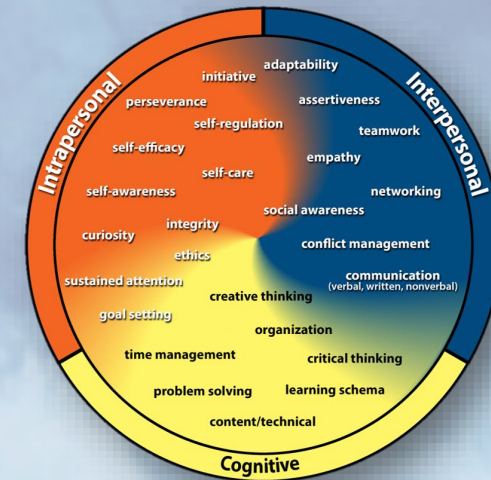 Intrapersonal
Interpersonal
adaptability
initiative
perseverance
assertiveness
self-regulation
teamwork
self-efficacy
empathy
self-care
self-awareness
networking
social awareness
integrity
curiosity
conflict management
ethics
sustained attention
communication
(verbal, written, nonverbal)
creative thinking
goal setting
organization
time management
critical thinking
problem solving
learning schema
content/technical
Cognitive